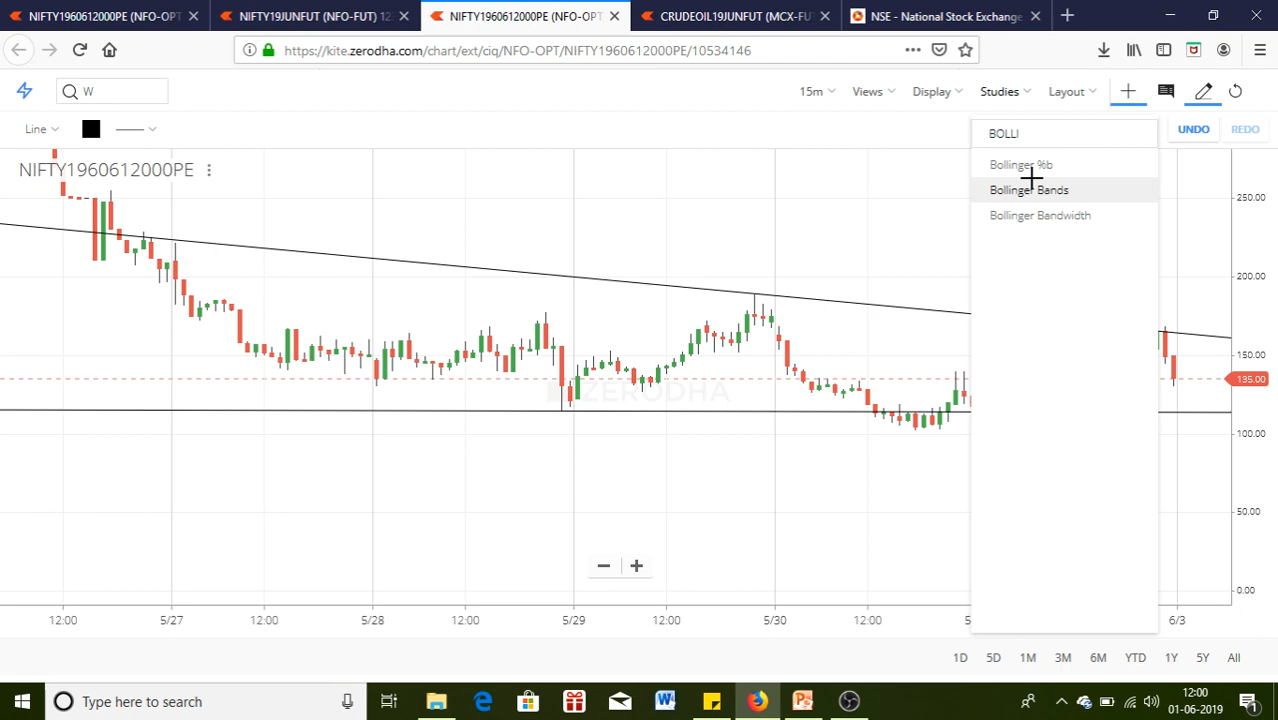 NIFTY1960612000PE (NFO-OPT)
NIFTY19JUNFUT (NFO-FUT) 12
NIFTY1960612000PE (NFO-OPT
CRUDEOIL19JUNFUT (MCX-FU
NSE - National Stock Exchange
https://kite.zerodha.com/chart/ext/ciq/NFO-OPT/NIFTY1960612000PE/10534146
W
15m Views Display Studies Layout
Line
BOLLI
UNDO REDO
NIFTY1960612000PE
Bollinger %b
Bollinger Bands
Bollinger Bandwidth
250.00
200.00
150.00
135.00
ZERODHA
100.00
50.00
0.00
12:00 5/27 12:00 5/28 12:00 5/29 12:00 5/30 12:00 6/3
1D 5D 1M 3M 6M YTD 1Y 5Y All
Type here to search
12:00
01-06-2019
1